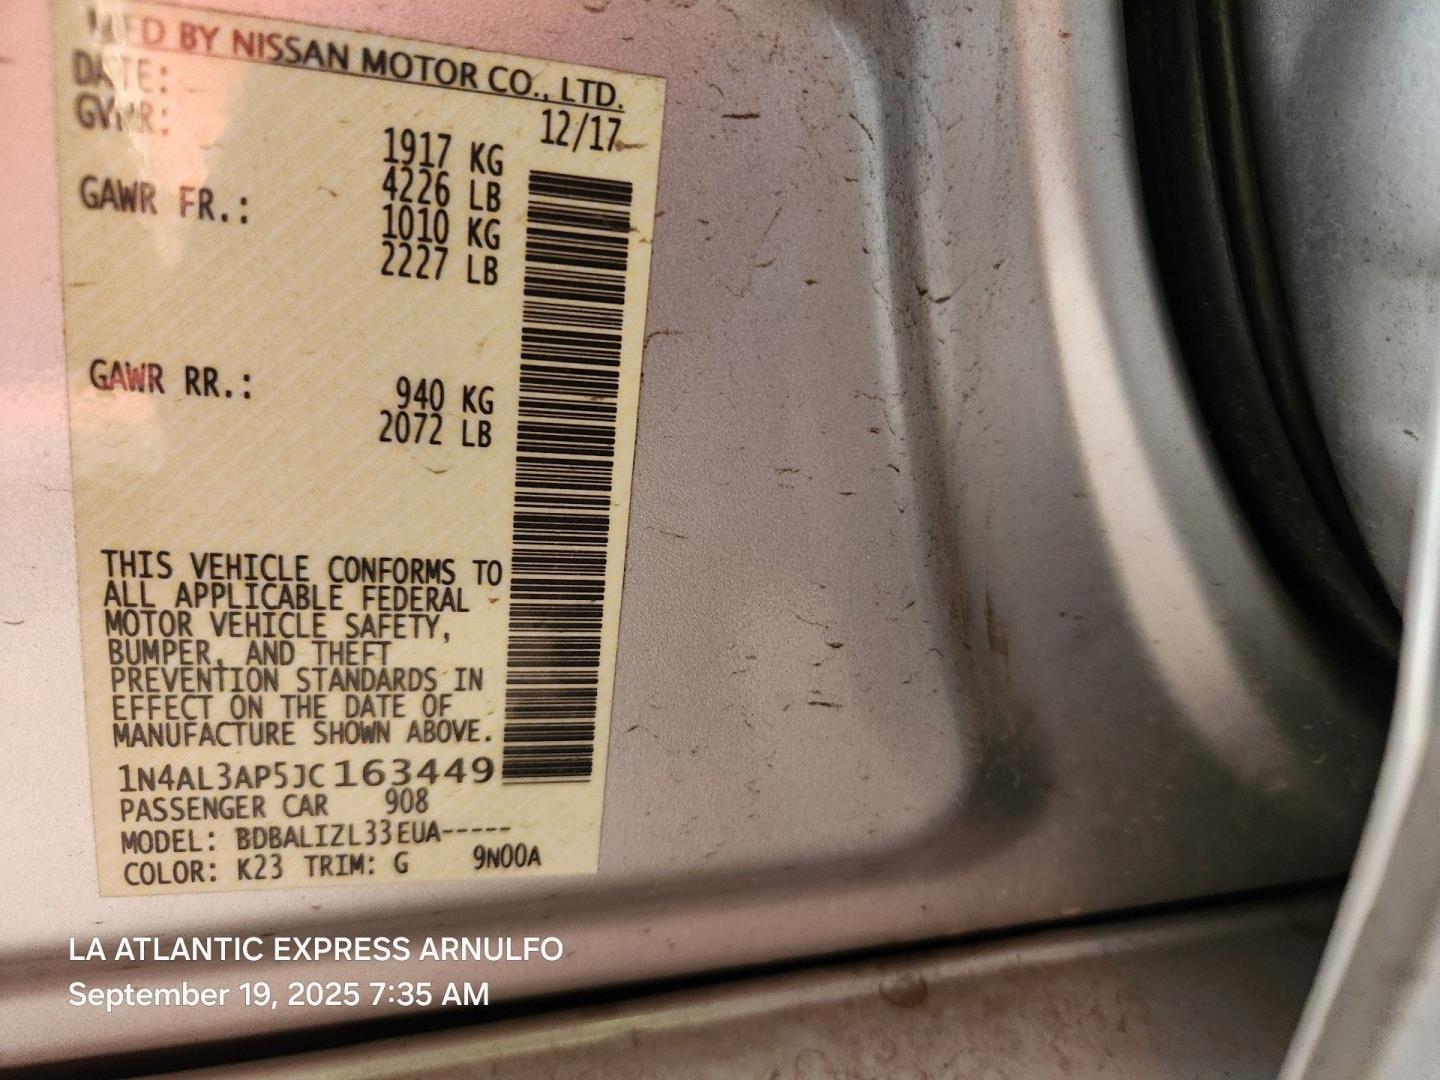 MFD BY NISSAN MOTOR CO., LTD.
DATE: 12/17
GVWR: 1917 KG
4226 LB
GAWR FR.: 1010 KG
2227 LB
GAWR RR.: 940 KG
2072 LB
THIS VEHICLE CONFORMS TO
ALL APPLICABLE FEDERAL
MOTOR VEHICLE SAFETY,
BUMPER, AND THEFT
PREVENTION STANDARDS IN
EFFECT ON THE DATE OF
MANUFACTURE SHOWN ABOVE.
1N4AL3AP5JC163449
PASSENGER CAR 908
MODEL: BDBALIZL33EUA-----
COLOR: K23 TRIM: G 9N00A
LA ATLANTIC EXPRESS ARNULFO
September 19, 2025 7:35 AM